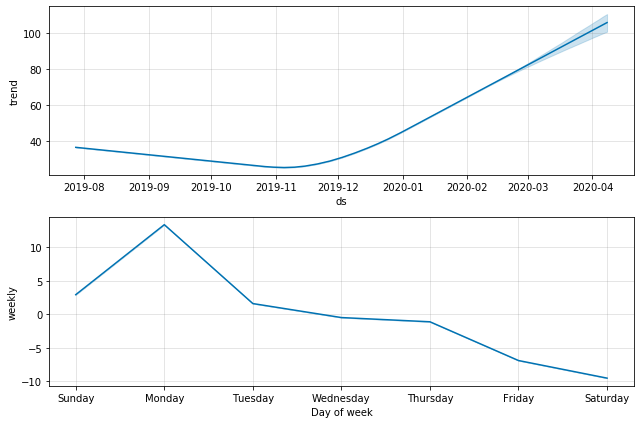 100
80
60
40
trend
2019-08 2019-09 2019-10 2019-11 2019-12 2020-01 2020-02 2020-03 2020-04
ds
10
5
0
−5
−10
weekly
Sunday Monday Tuesday Wednesday Thursday Friday Saturday
Day of week